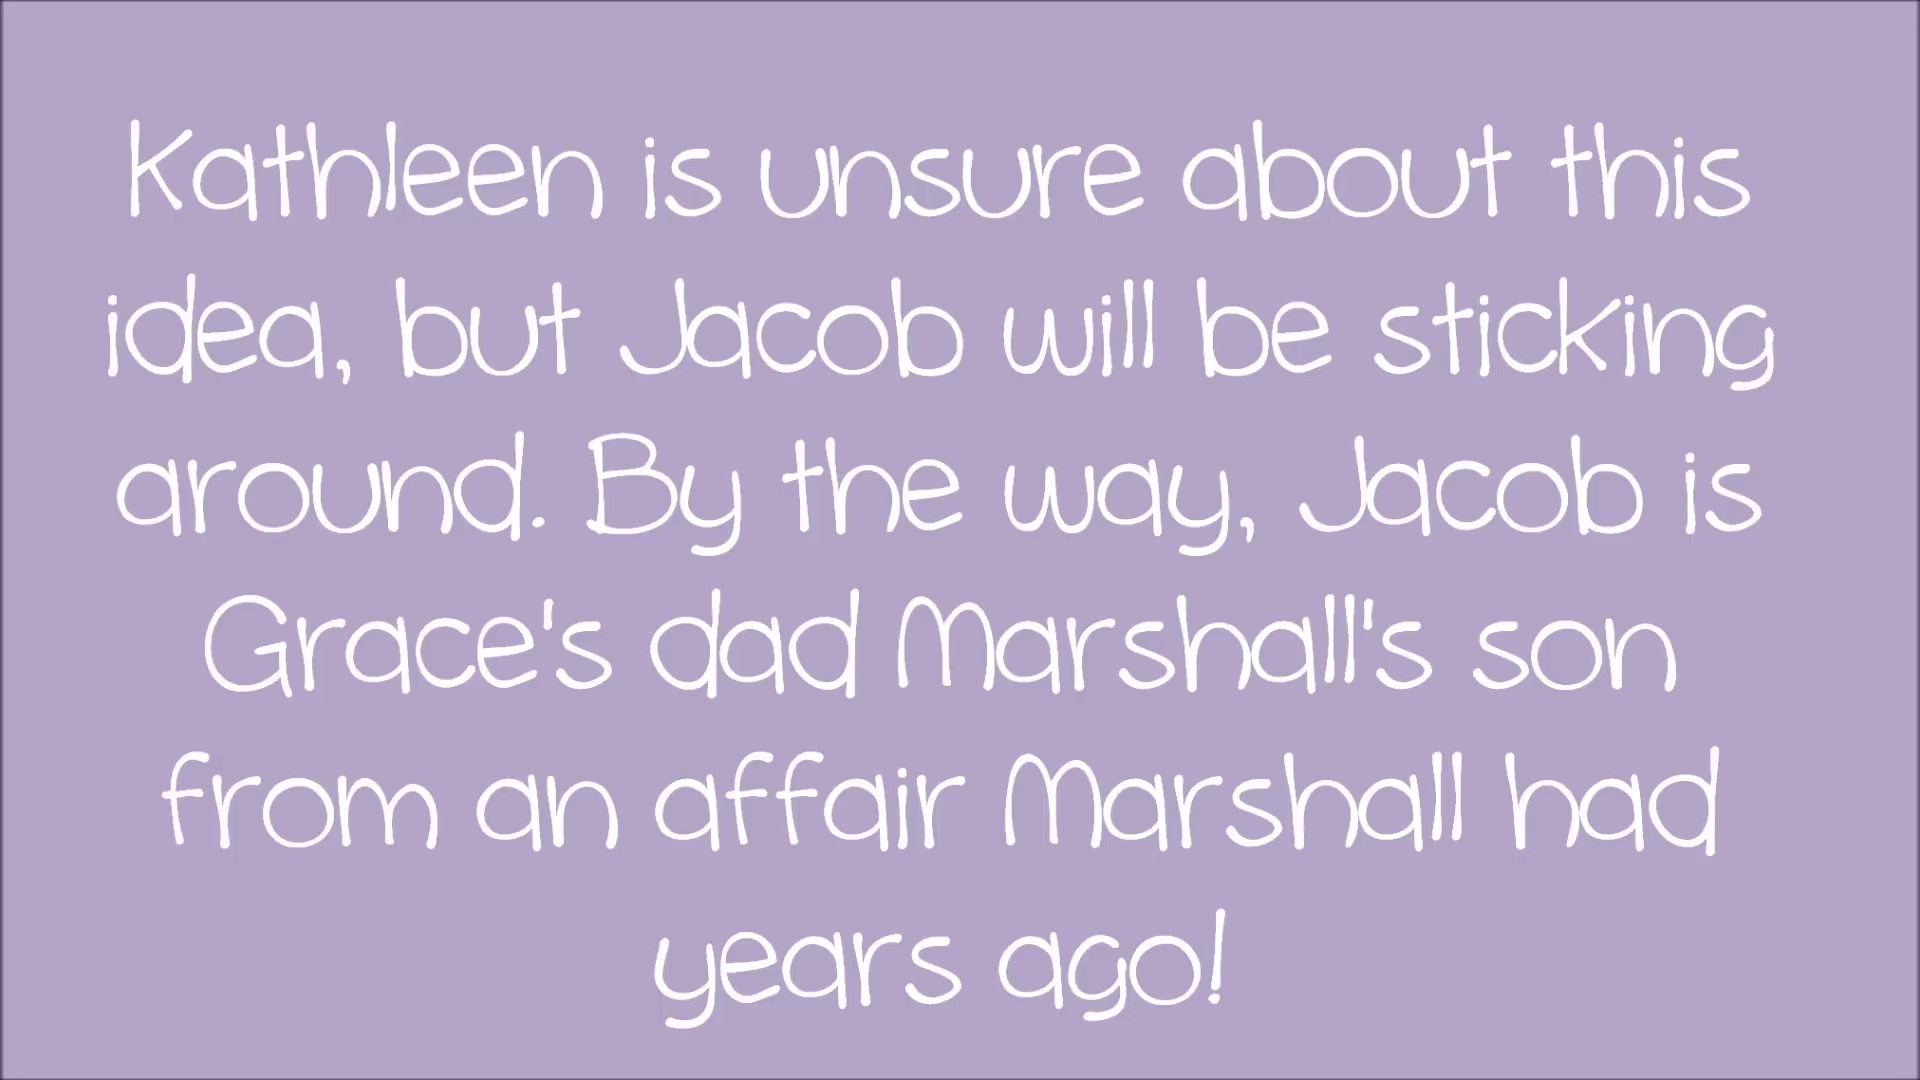 Kathleen is unsure about this
idea, but Jacob will be sticking
around. By the way, Jacob is
Grace's dad Marshall's son
from an affair Marshall had
years ago!